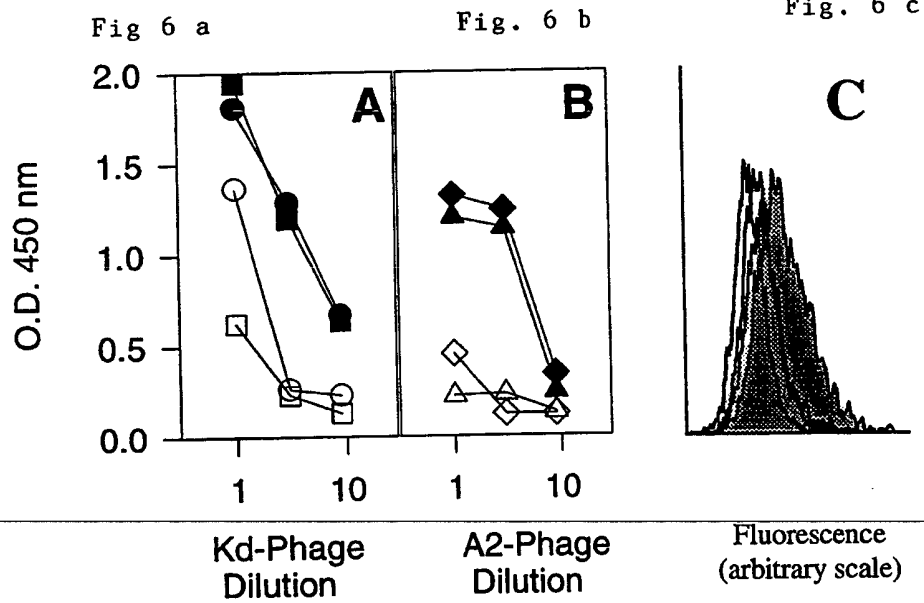 Fig 6 a
Fig. 6 b
Fig. 6 c
A
B
C
O.D. 450 nm
2.0
1.5
1.0
0.5
0.0
1 10
1 10
Kd-Phage
Dilution
A2-Phage
Dilution
Fluorescence
(arbitrary scale)